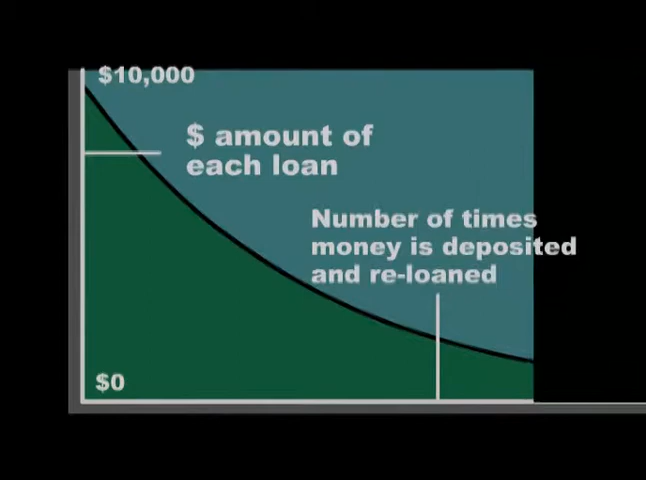 $10,000
$ amount of
each loan
Number of times
money is deposited
and re-loaned
$0